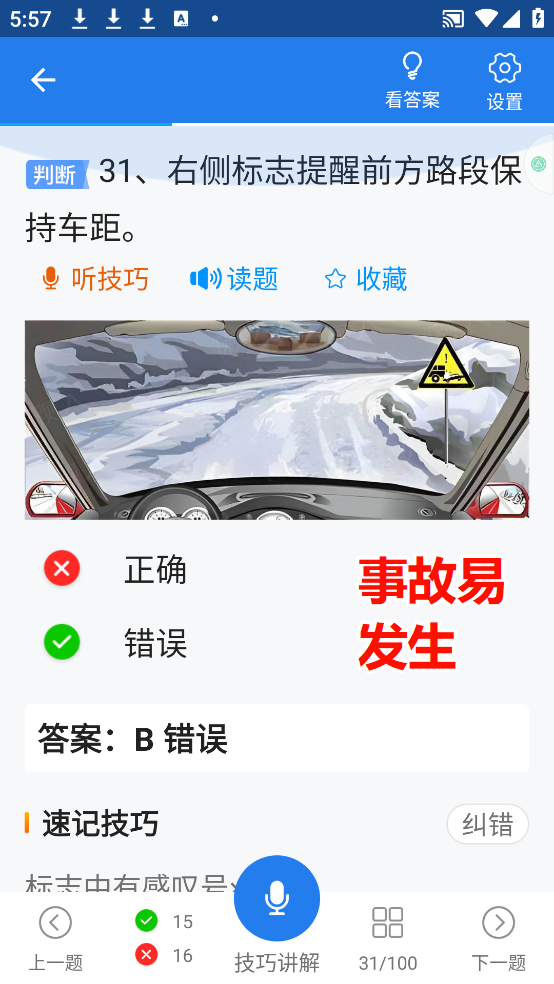 5:57
A
看答案
设置
判断 31、右侧标志提醒前方路段保
持车距。
听技巧 读题 收藏
!
正确
错误
事故易
发生
答案：B 错误
速记技巧
纠错
标志中有感叹号
上一题
15
16
技巧讲解
31/100
下一题